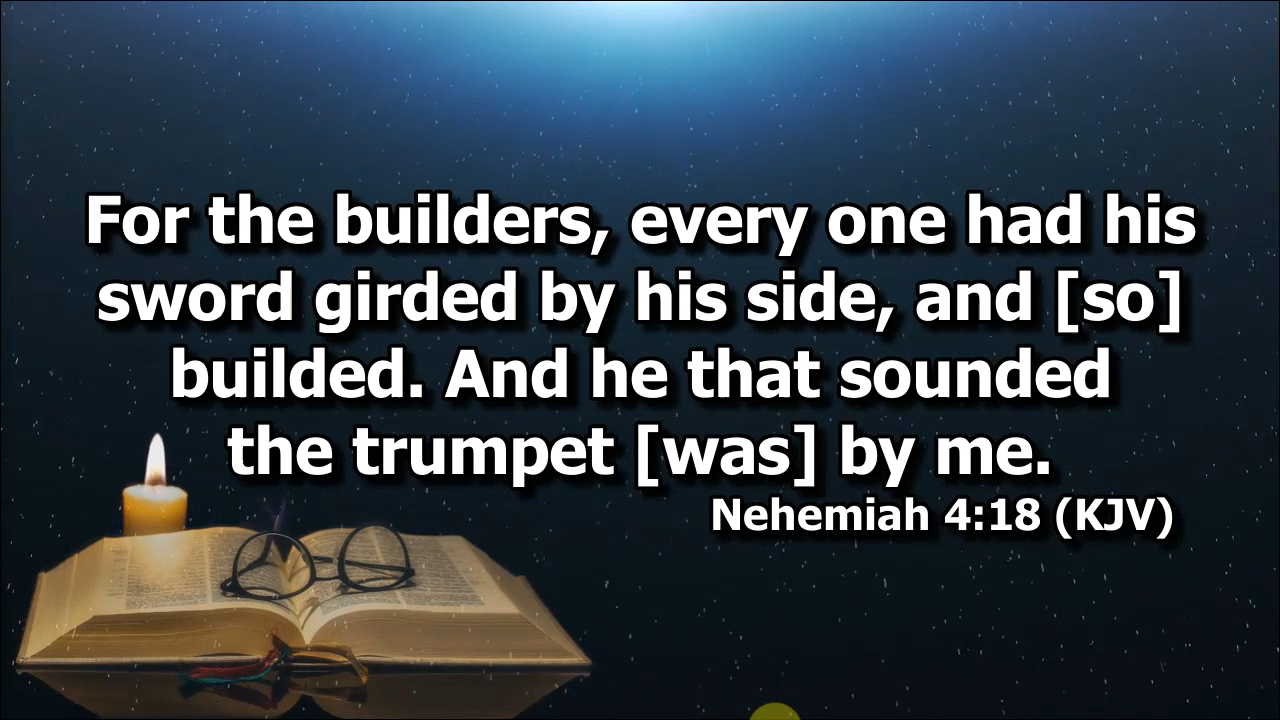 For the builders, every one had his
sword girded by his side, and [so]
builded. And he that sounded
the trumpet [was] by me.
Nehemiah 4:18 (KJV)